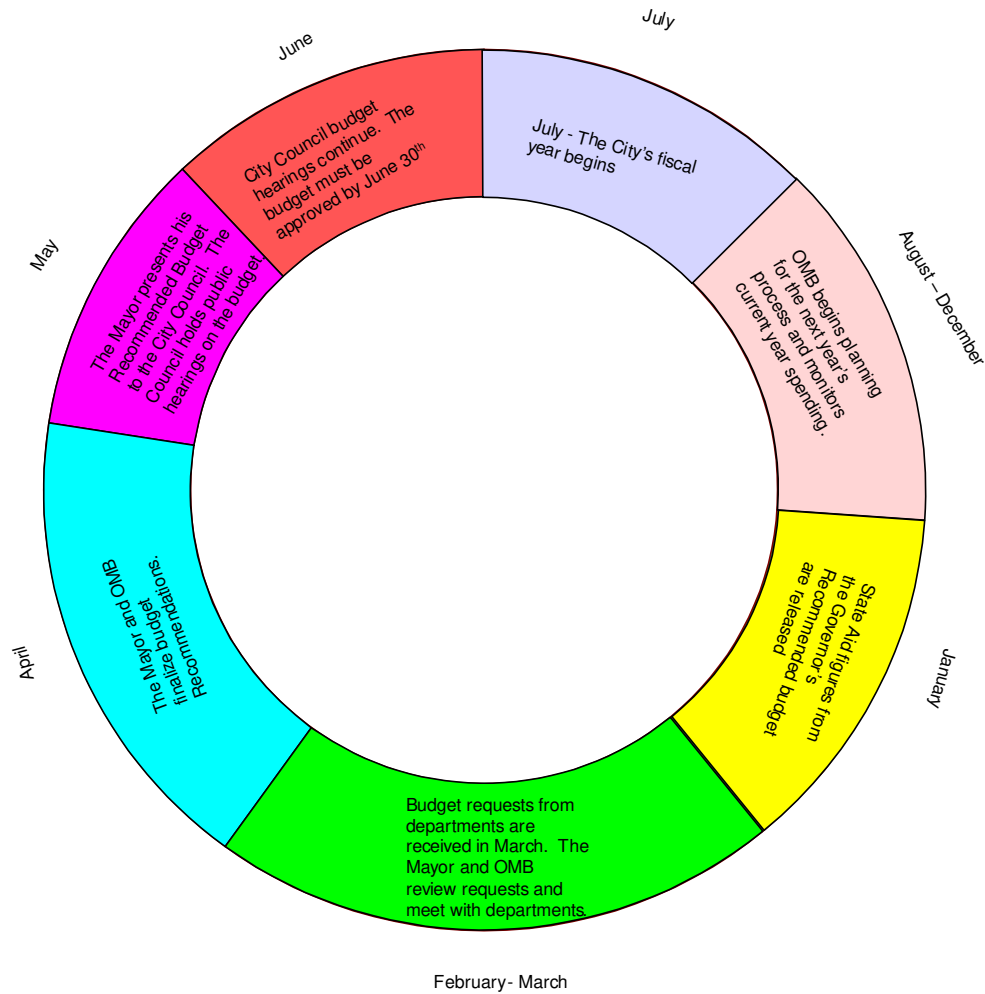 July
July - The City's fiscal
year begins
August – December
OMB begins planning
for the next year's
process and monitors
current year spending.
January
State Aid figures from
the Governor's
Recommended budget
are released
February- March
Budget requests from
departments are
received in March.  The
Mayor and OMB
review requests and
meet with departments.
April
The Mayor and OMB
finalize budget
Recommendations.
May
The Mayor presents his
Recommended Budget
to the City Council.  The
Council holds public
hearings on the budget.
June
City Council budget
hearings continue.  The
budget must be
approved by June 30th